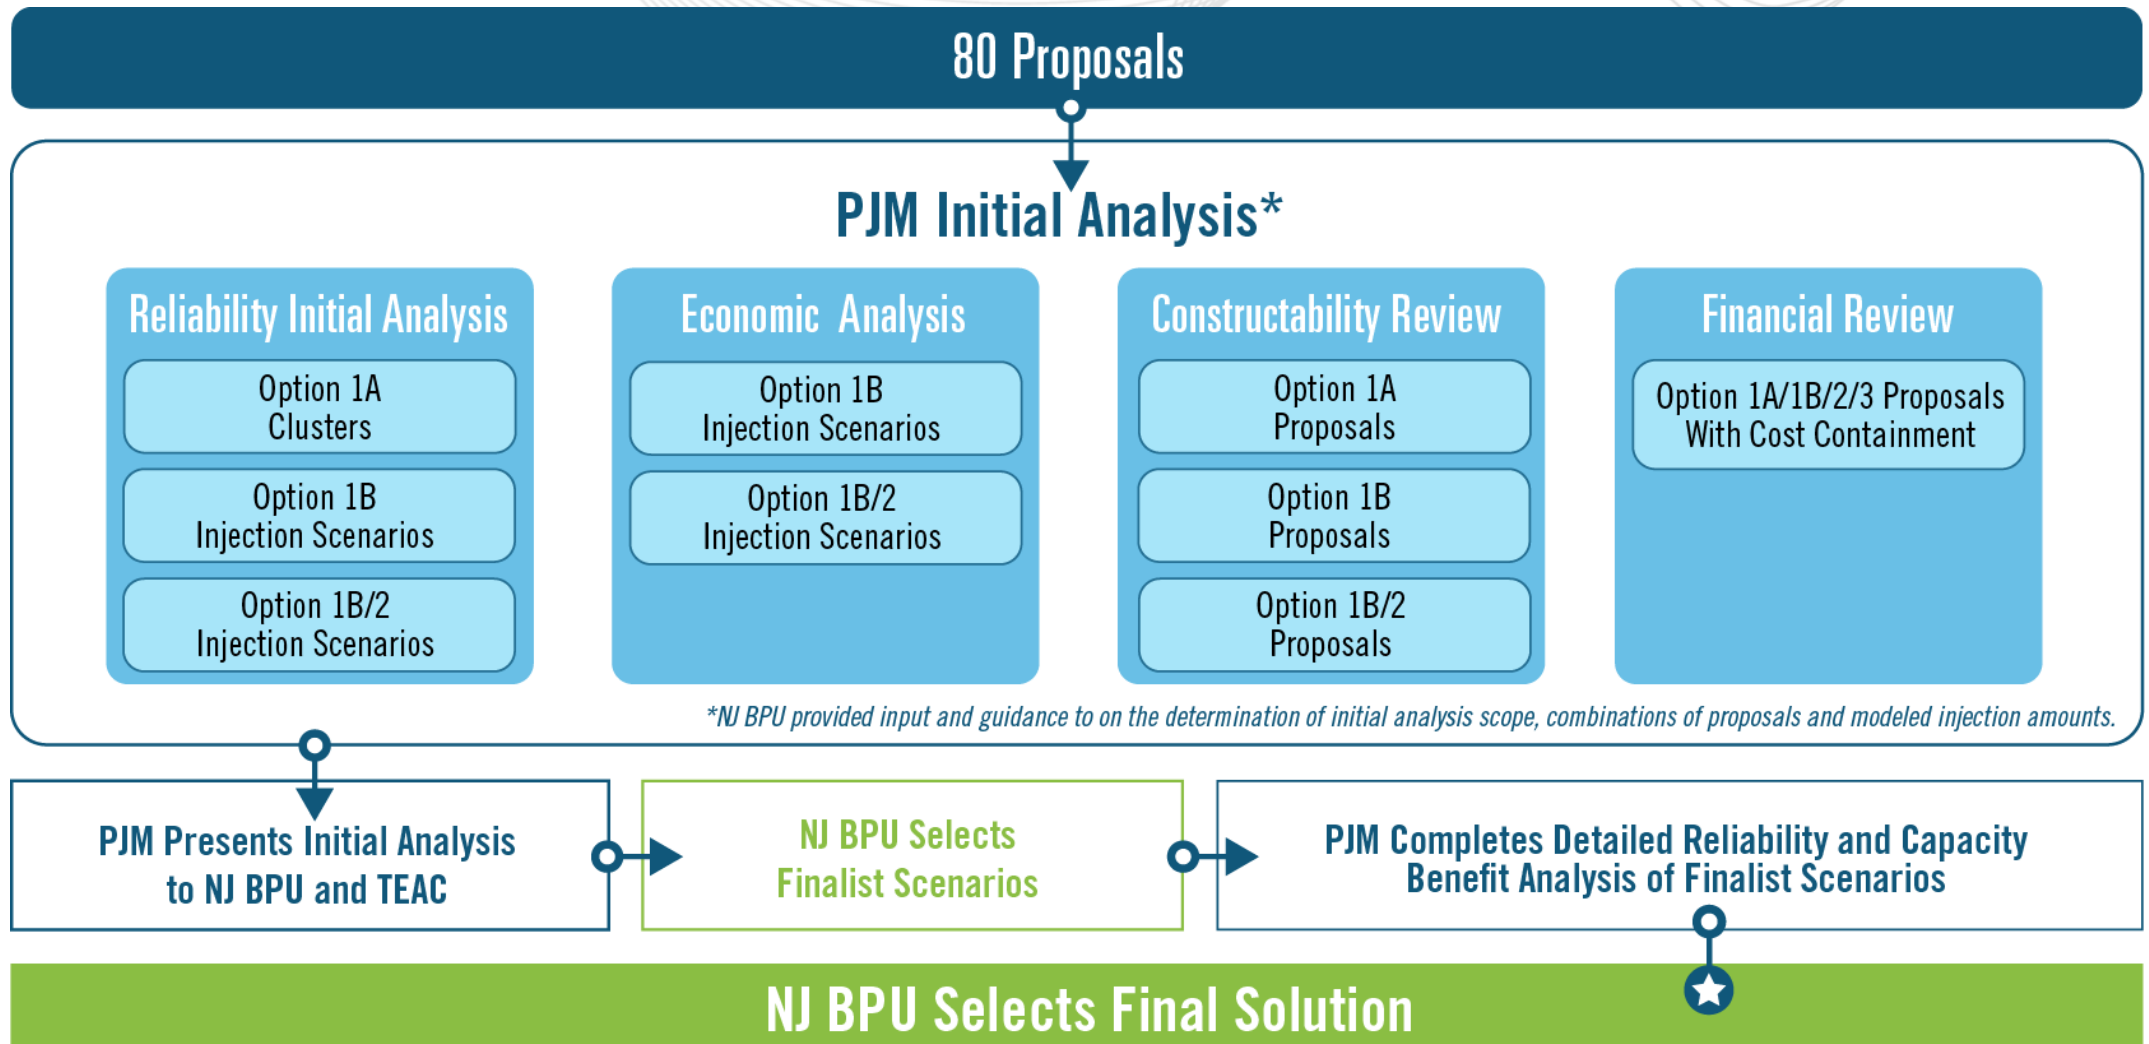 80 Proposals
PJM Initial Analysis*
Reliability Initial Analysis
Option 1A
Clusters
Option 1B
Injection Scenarios
Option 1B/2
Injection Scenarios
Economic Analysis
Option 1B
Injection Scenarios
Option 1B/2
Injection Scenarios
Constructability Review
Option 1A
Proposals
Option 1B
Proposals
Option 1B/2
Proposals
Financial Review
Option 1A/1B/2/3 Proposals
With Cost Containment
*NJ BPU provided input and guidance to on the determination of initial analysis scope, combinations of proposals and modeled injection amounts.
PJM Presents Initial Analysis
to NJ BPU and TEAC
NJ BPU Selects
Finalist Scenarios
PJM Completes Detailed Reliability and Capacity
Benefit Analysis of Finalist Scenarios
NJ BPU Selects Final Solution